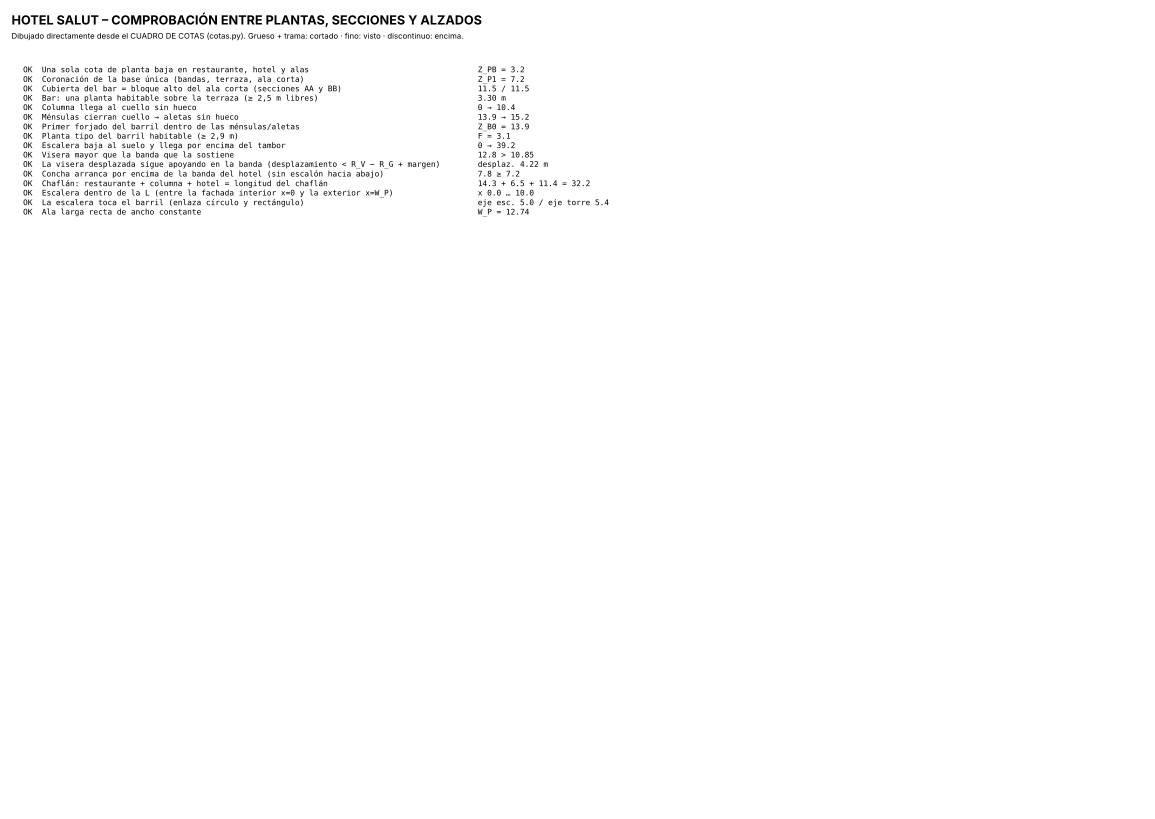 HOTEL SALUT – COMPROBACIÓN ENTRE PLANTAS, SECCIONES Y ALZADOS
Dibujado directamente desde el CUADRO DE COTAS (cotas.py). Grueso + trama: cortado · fino: visto · discontinuo: encima.
OK Una sola cota de planta baja en restaurante, hotel y alas Z_PB = 3.2
OK Coronación de la base única (bandas, terraza, ala corta) Z_P1 = 7.2
OK Cubierta del bar = bloque alto del ala corta (secciones AA y BB) 11.5 / 11.5
OK Bar: una planta habitable sobre la terraza (≥ 2,5 m libres) 3.30 m
OK Columna llega al cuello sin hueco 0 → 10.4
OK Ménsulas cierran cuello → aletas sin hueco 13.9 → 15.2
OK Primer forjado del barril dentro de las ménsulas/aletas Z_B0 = 13.9
OK Planta tipo del barril habitable (≥ 2,9 m) F = 3.1
OK Escalera baja al suelo y llega por encima del tambor 0 → 39.2
OK Visera mayor que la banda que la sostiene 12.8 > 10.85
OK La visera desplazada sigue apoyando en la banda (desplazamiento < R_V − R_G + margen) desplaz. 4.22 m
OK Concha arranca por encima de la banda del hotel (sin escalón hacia abajo) 7.8 ≥ 7.2
OK Chaflán: restaurante + columna + hotel = longitud del chaflán 14.3 + 6.5 + 11.4 = 32.2
OK Escalera dentro de la L (entre la fachada interior x=0 y la exterior x=W_P) x 0.0 … 10.0
OK La escalera toca el barril (enlaza círculo y rectángulo) eje esc. 5.0 / eje torre 5.4
OK Ala larga recta de ancho constante W_P = 12.74